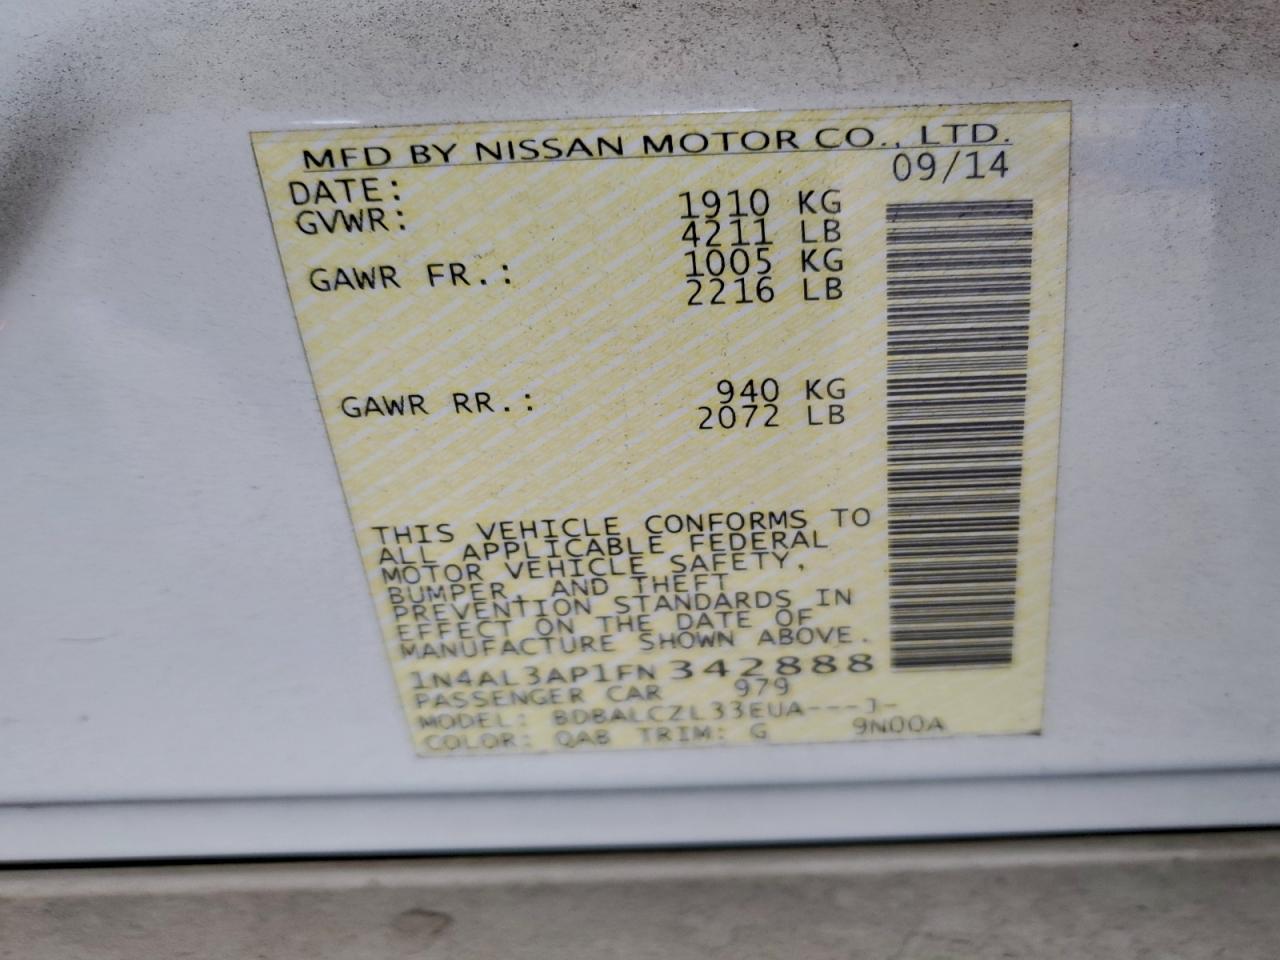 MFD BY NISSAN MOTOR CO., LTD.
DATE: 09/14
GVWR: 1910 KG
4211 LB
GAWR FR.: 1005 KG
2216 LB
GAWR RR.: 940 KG
2072 LB
THIS VEHICLE CONFORMS TO
ALL APPLICABLE FEDERAL
MOTOR VEHICLE SAFETY,
BUMPER, AND THEFT
PREVENTION STANDARDS IN
EFFECT ON THE DATE OF
MANUFACTURE SHOWN ABOVE.
1N4AL3AP1FN 342888
PASSENGER CAR 979
MODEL: BDBALCZL33EUA---J-
COLOR: QAB TRIM: G 9N00A